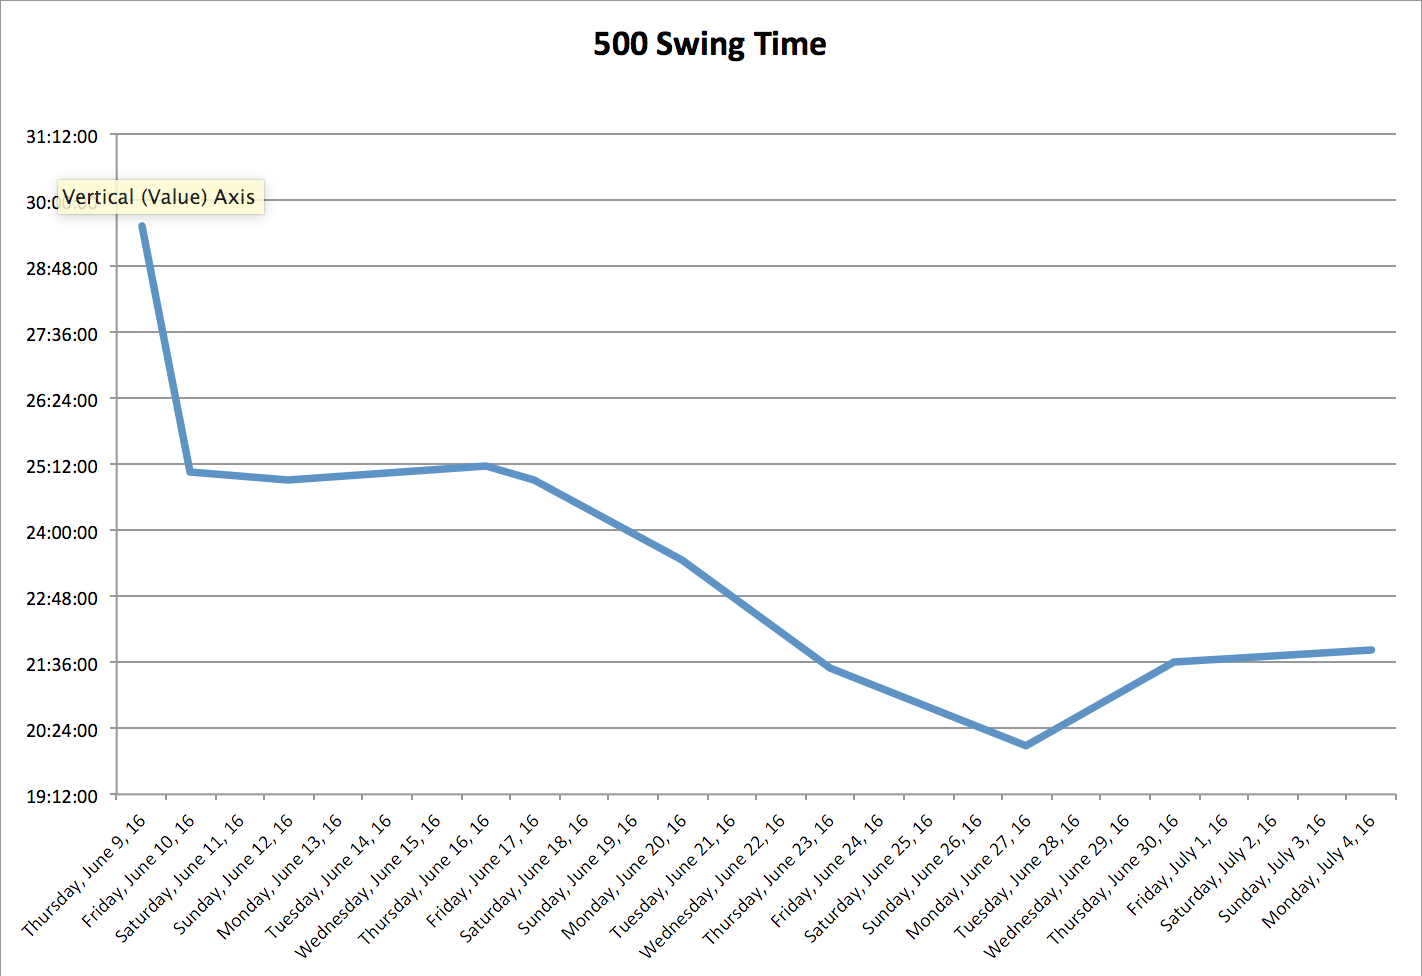 500 Swing Time
31:12:00
Vertical (Value) Axis
30:00:00
28:48:00
27:36:00
26:24:00
25:12:00
24:00:00
22:48:00
21:36:00
20:24:00
19:12:00
Thursday, June 9, 16
Friday, June 10, 16
Saturday, June 11, 16
Sunday, June 12, 16
Monday, June 13, 16
Tuesday, June 14, 16
Wednesday, June 15, 16
Thursday, June 16, 16
Friday, June 17, 16
Saturday, June 18, 16
Sunday, June 19, 16
Monday, June 20, 16
Tuesday, June 21, 16
Wednesday, June 22, 16
Thursday, June 23, 16
Friday, June 24, 16
Saturday, June 25, 16
Sunday, June 26, 16
Monday, June 27, 16
Tuesday, June 28, 16
Wednesday, June 29, 16
Thursday, June 30, 16
Friday, July 1, 16
Saturday, July 2, 16
Sunday, July 3, 16
Monday, July 4, 16